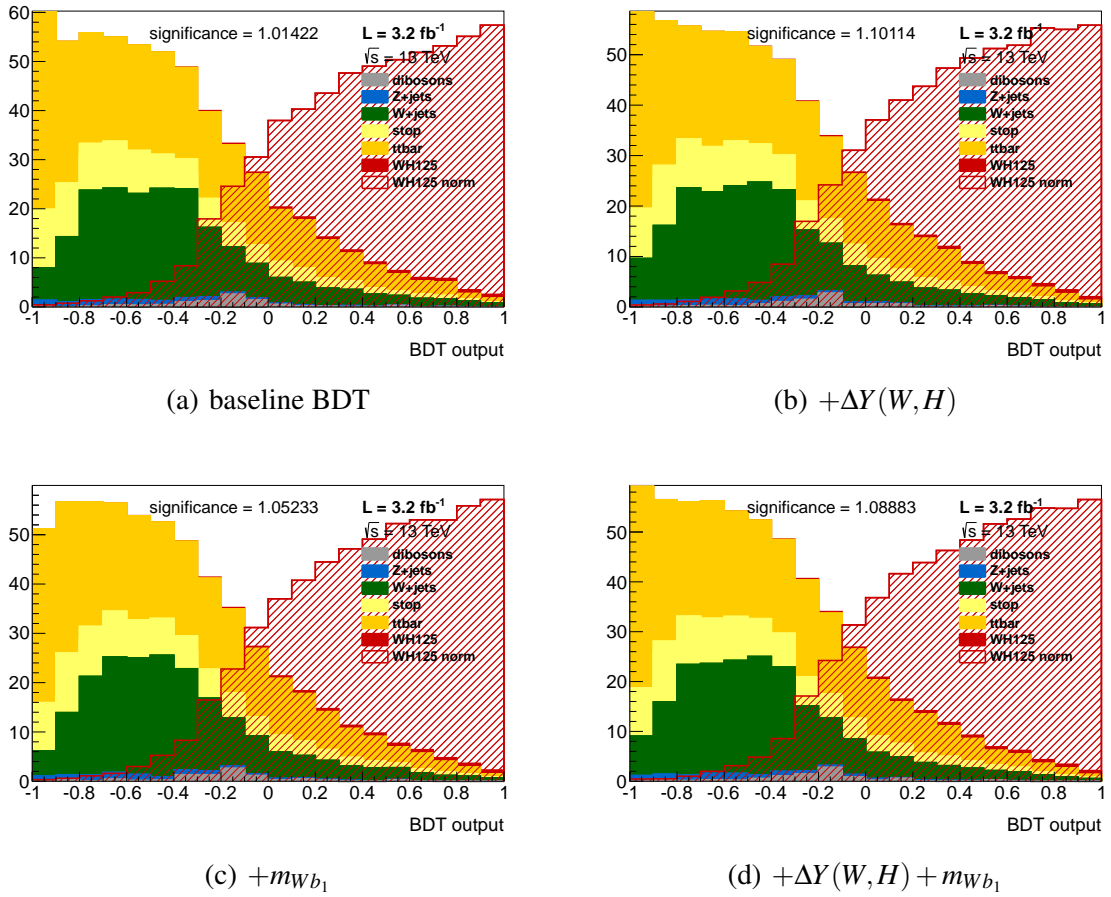 significance = 1.01422
L = 3.2 fb⁻¹
√s = 13 TeV
dibosons
Z+jets
W+jets
stop
ttbar
WH125
WH125 norm
60
50
40
30
20
10
0
-1 -0.8 -0.6 -0.4 -0.2 0 0.2 0.4 0.6 0.8 1
BDT output
(a) baseline BDT
significance = 1.10114
L = 3.2 fb⁻¹
√s = 13 TeV
dibosons
Z+jets
W+jets
stop
ttbar
WH125
WH125 norm
50
40
30
20
10
0
-1 -0.8 -0.6 -0.4 -0.2 0 0.2 0.4 0.6 0.8 1
BDT output
(b) +ΔY(W,H)
significance = 1.05233
L = 3.2 fb⁻¹
√s = 13 TeV
dibosons
Z+jets
W+jets
stop
ttbar
WH125
WH125 norm
50
40
30
20
10
0
-1 -0.8 -0.6 -0.4 -0.2 0 0.2 0.4 0.6 0.8 1
BDT output
(c) +m_{Wb₁}
significance = 1.08883
L = 3.2 fb⁻¹
√s = 13 TeV
dibosons
Z+jets
W+jets
stop
ttbar
WH125
WH125 norm
50
40
30
20
10
0
-1 -0.8 -0.6 -0.4 -0.2 0 0.2 0.4 0.6 0.8 1
BDT output
(d) +ΔY(W,H) + m_{Wb₁}